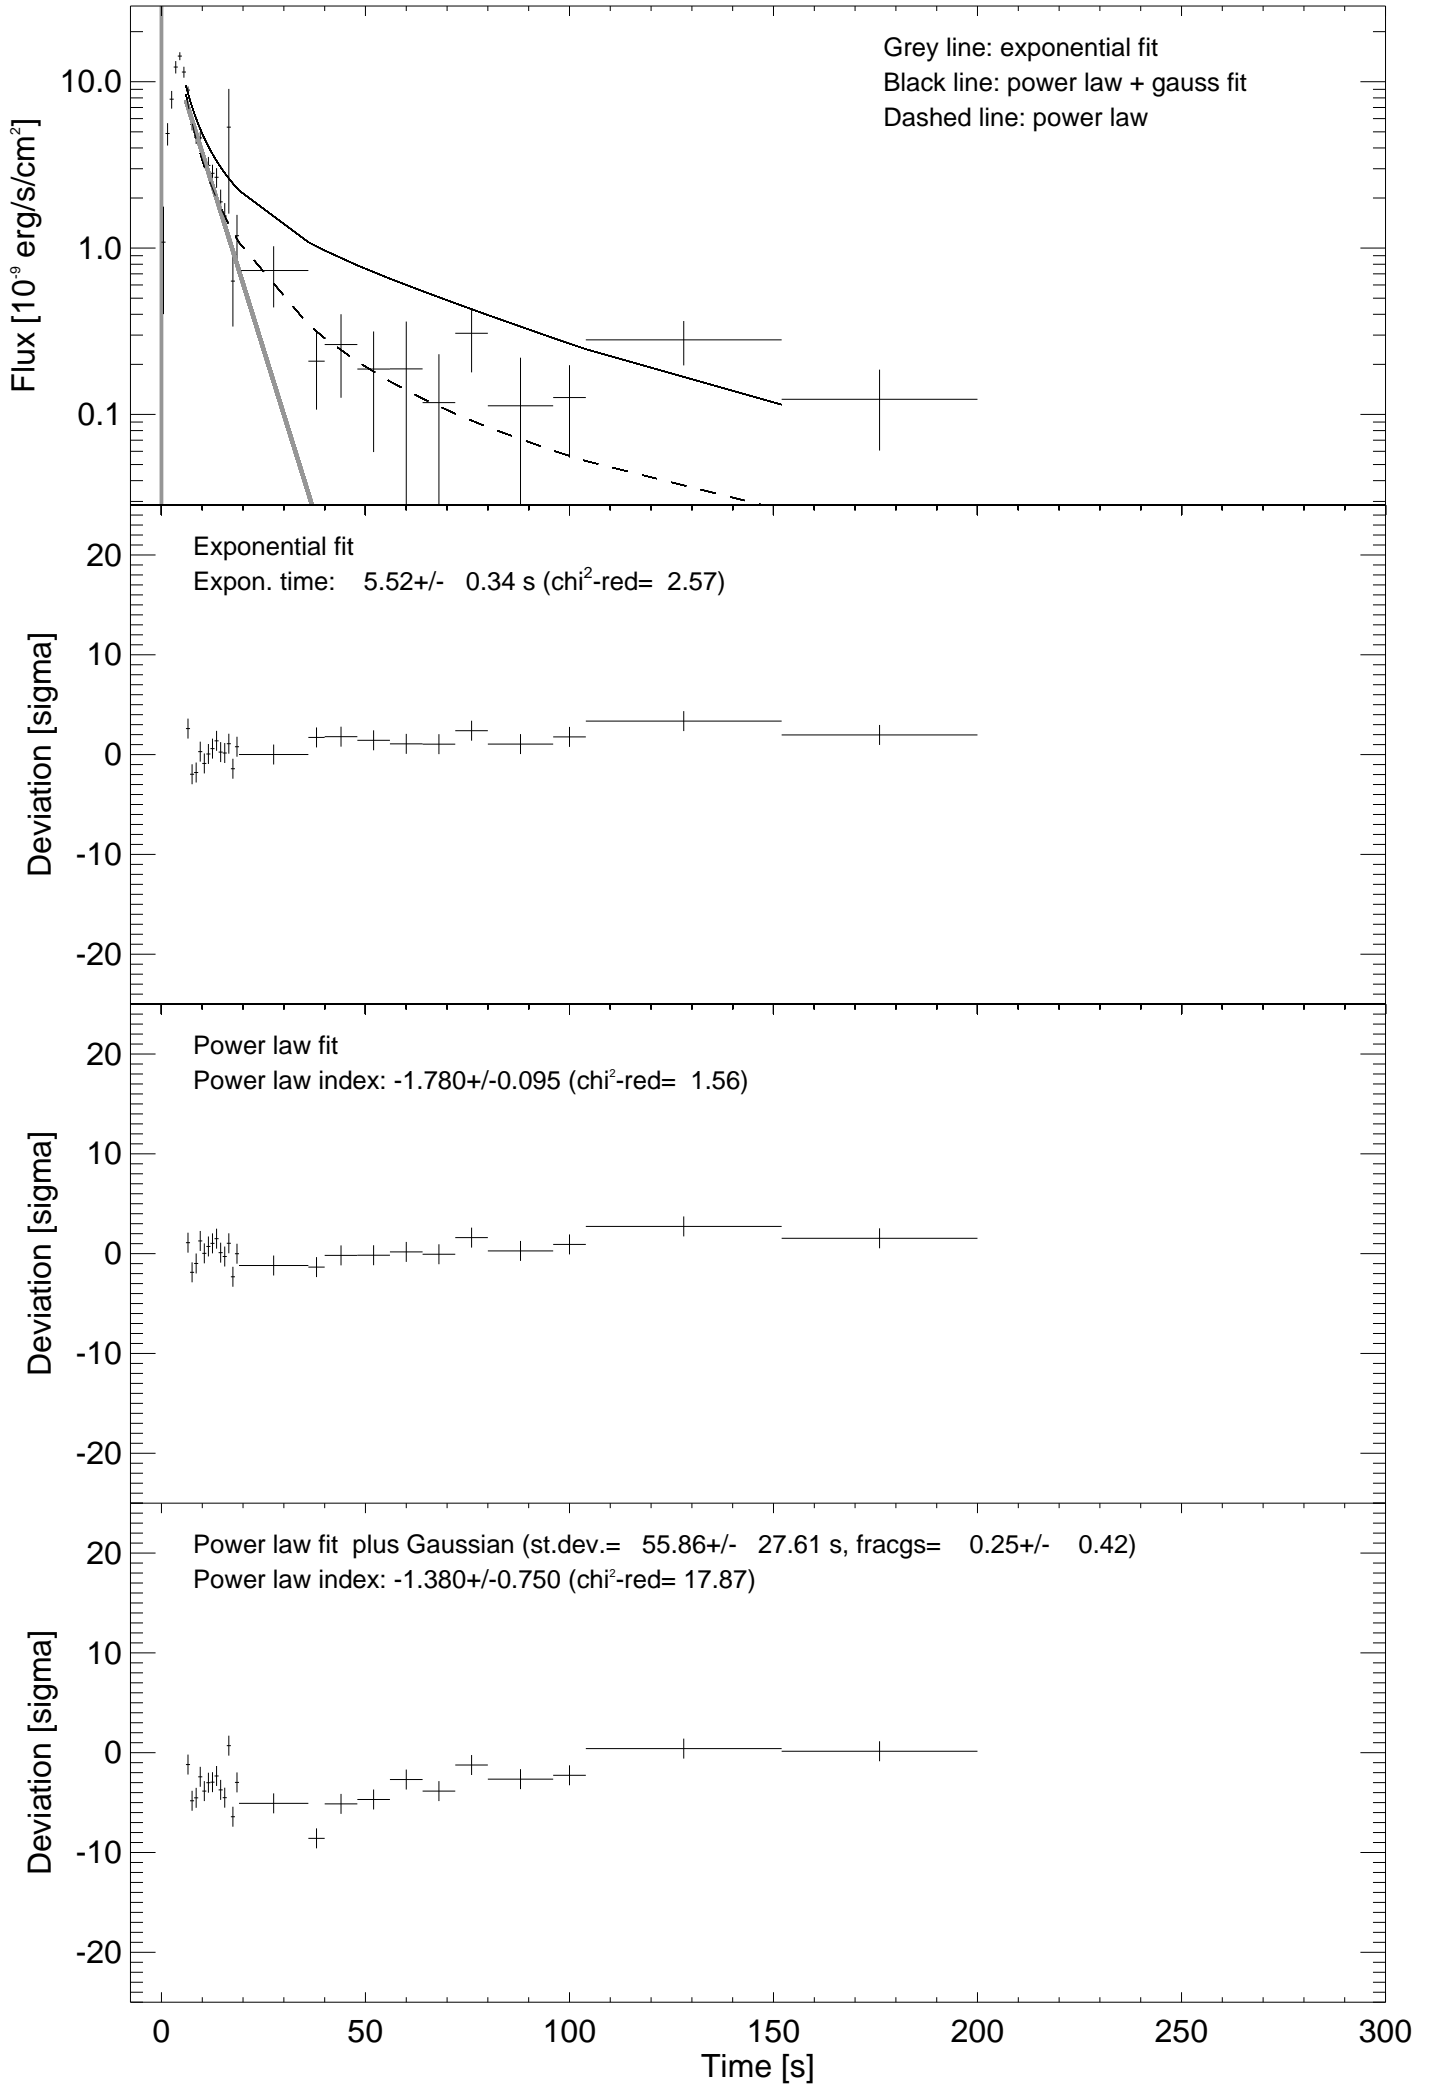 Grey line: exponential fit
Black line: power law + gauss fit
Dashed line: power law
10.0
1.0
0.1
Flux [10⁻⁹ erg/s/cm²]
Exponential fit
Expon. time: 5.52+/- 0.34 s (chi²-red= 2.57)
20
10
0
-10
-20
Deviation [sigma]
Power law fit
Power law index: -1.780+/-0.095 (chi²-red= 1.56)
20
10
0
-10
-20
Deviation [sigma]
Power law fit plus Gaussian (st.dev.= 55.86+/- 27.61 s, fracgs= 0.25+/- 0.42)
Power law index: -1.380+/-0.750 (chi²-red= 17.87)
20
10
0
-10
-20
Deviation [sigma]
0 50 100 150 200 250 300
Time [s]